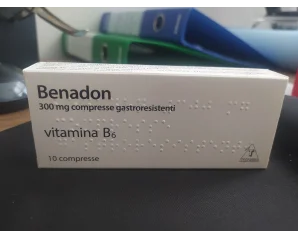 Benadon
300 mg compresse gastroresistenti
vitamina B₆
10 compresse